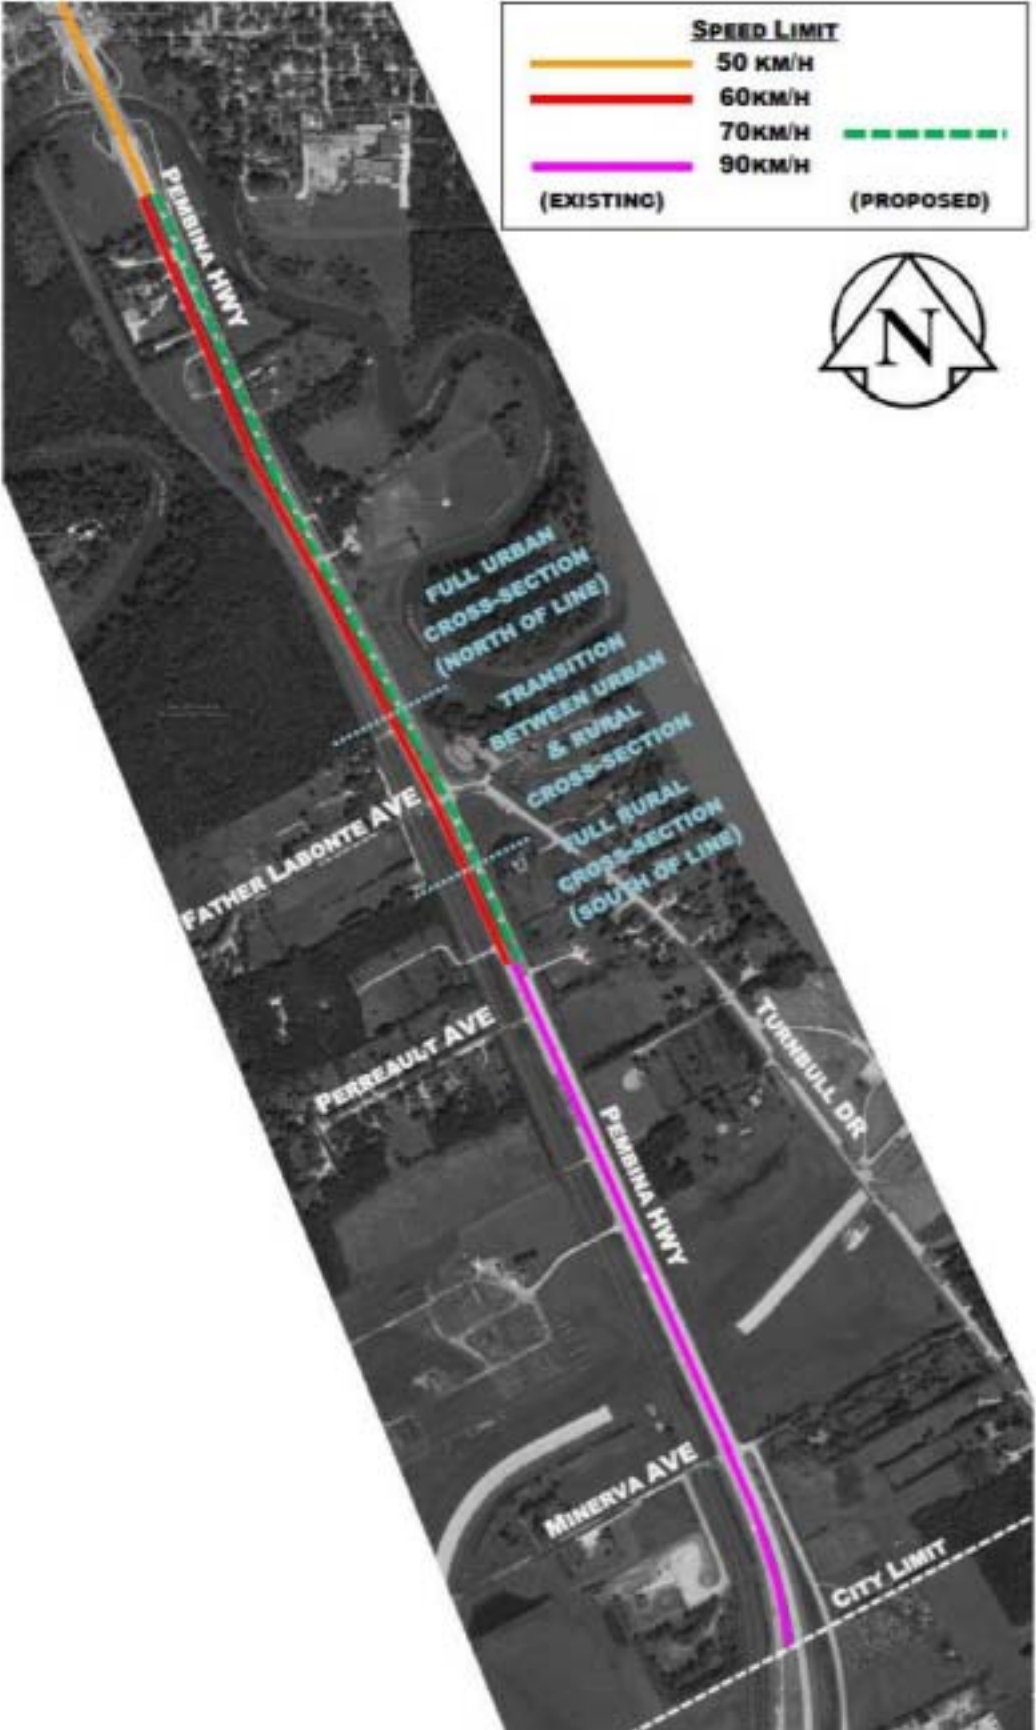 SPEED LIMIT
50 KM/H
60KM/H
70KM/H
90KM/H
(EXISTING) (PROPOSED)
N
PEMBINA HWY
FULL URBAN
CROSS-SECTION
(NORTH OF LINE)
TRANSITION
BETWEEN URBAN
& RURAL
CROSS-SECTION
FATHER LABONTE AVE
FULL RURAL
CROSS-SECTION
(SOUTH OF LINE)
PERREAULT AVE
TURNBULL DR
PEMBINA HWY
MINERVA AVE
CITY LIMIT